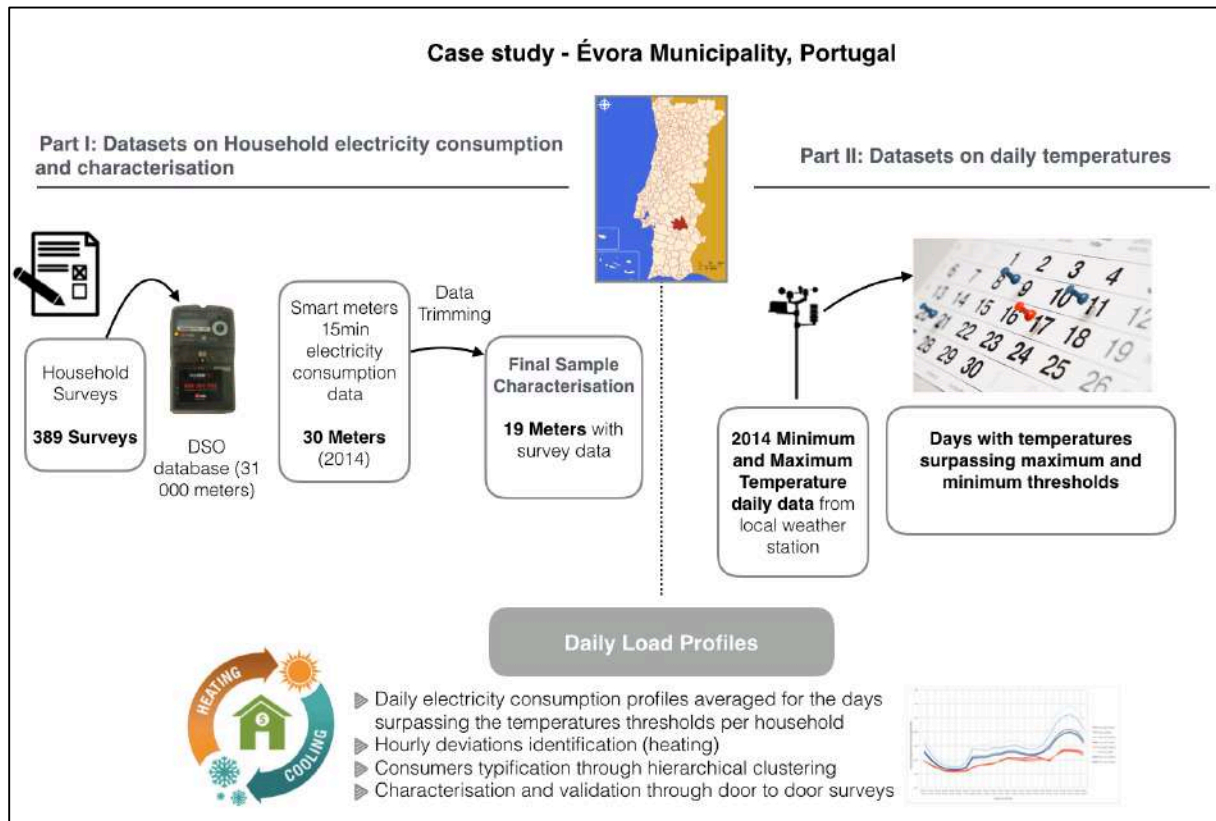 Case study - Évora Municipality, Portugal
Part I: Datasets on Household electricity consumption
and characterisation
Part II: Datasets on daily temperatures
Household
Surveys
389 Surveys
DSO
database (31
000 meters)
Smart meters
15min
electricity
consumption
data
30 Meters
(2014)
Data
Trimming
Final Sample
Characterisation
19 Meters with
survey data
2014 Minimum
and Maximum
Temperature
daily data from
local weather
station
Days with temperatures
surpassing maximum and
minimum thresholds
Daily Load Profiles
HEATING
COOLING
Daily electricity consumption profiles averaged for the days
surpassing the temperatures thresholds per household
Hourly deviations identification (heating)
Consumers typification through hierarchical clustering
Characterisation and validation through door to door surveys